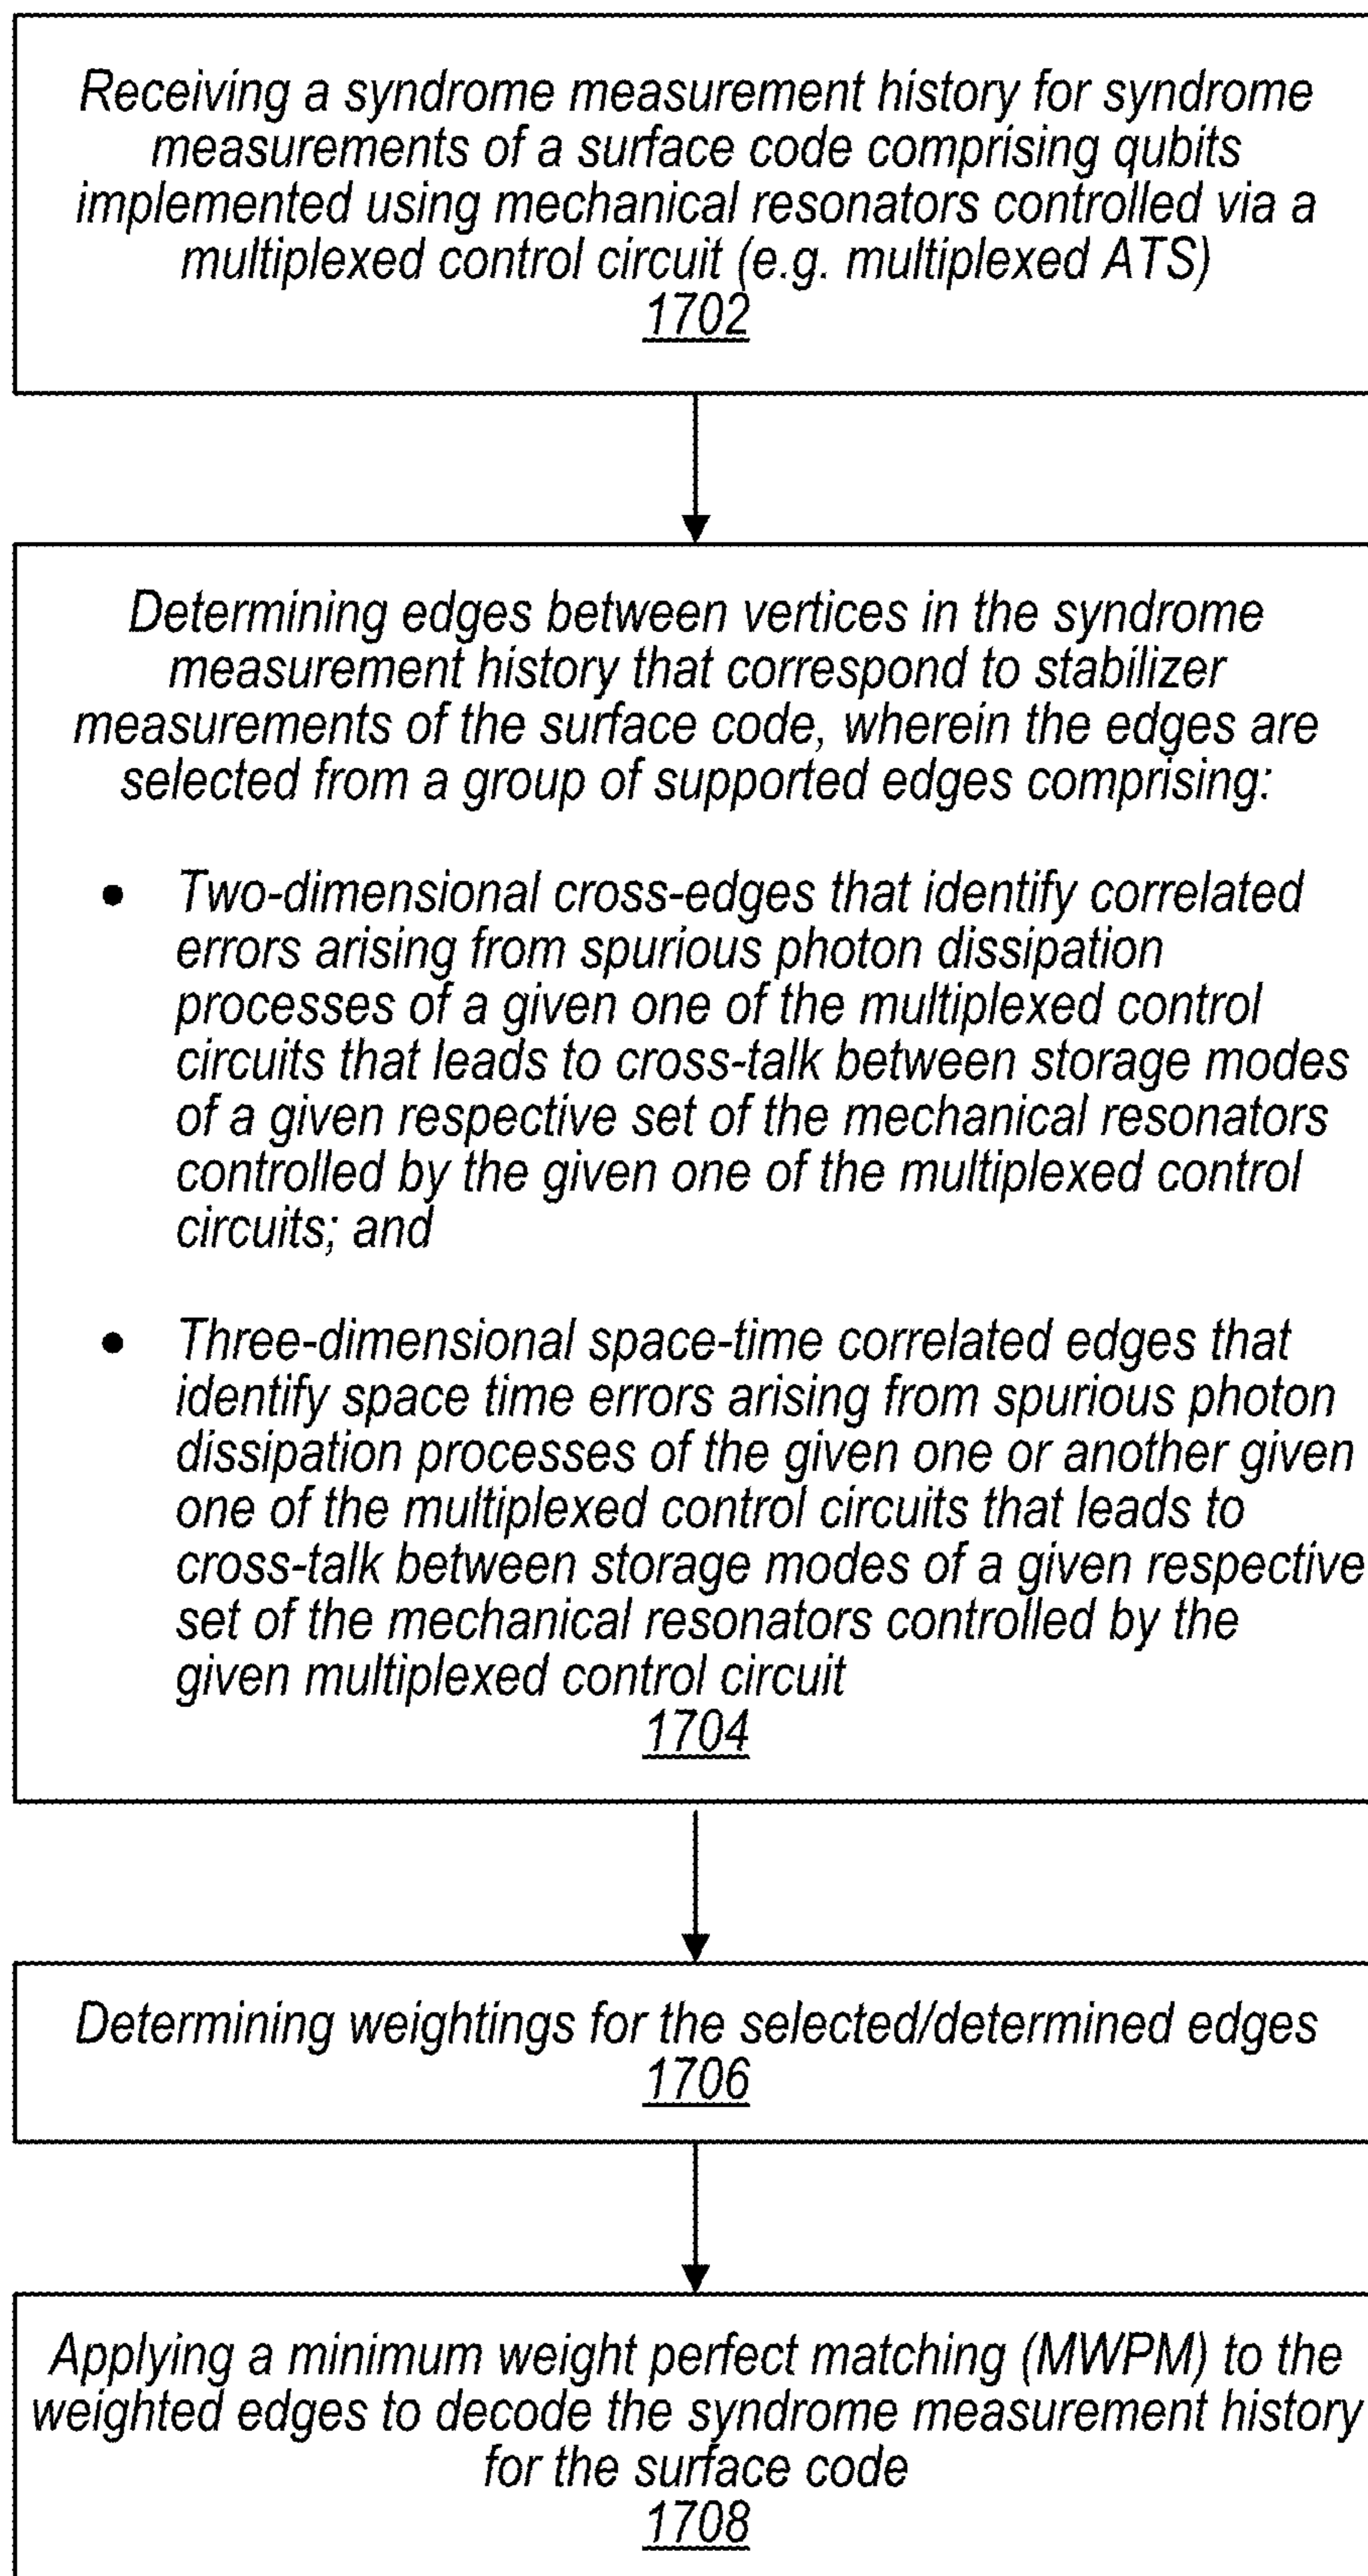 Receiving a syndrome measurement history for syndrome
measurements of a surface code comprising qubits
implemented using mechanical resonators controlled via a
multiplexed control circuit (e.g. multiplexed ATS)
1702
Determining edges between vertices in the syndrome
measurement history that correspond to stabilizer
measurements of the surface code, wherein the edges are
selected from a group of supported edges comprising:
• Two-dimensional cross-edges that identify correlated
errors arising from spurious photon dissipation
processes of a given one of the multiplexed control
circuits that leads to cross-talk between storage modes
of a given respective set of the mechanical resonators
controlled by the given one of the multiplexed control
circuits; and
• Three-dimensional space-time correlated edges that
identify space time errors arising from spurious photon
dissipation processes of the given one or another given
one of the multiplexed control circuits that leads to
cross-talk between storage modes of a given respective
set of the mechanical resonators controlled by the
given multiplexed control circuit
1704
Determining weightings for the selected/determined edges
1706
Applying a minimum weight perfect matching (MWPM) to the
weighted edges to decode the syndrome measurement history
for the surface code
1708